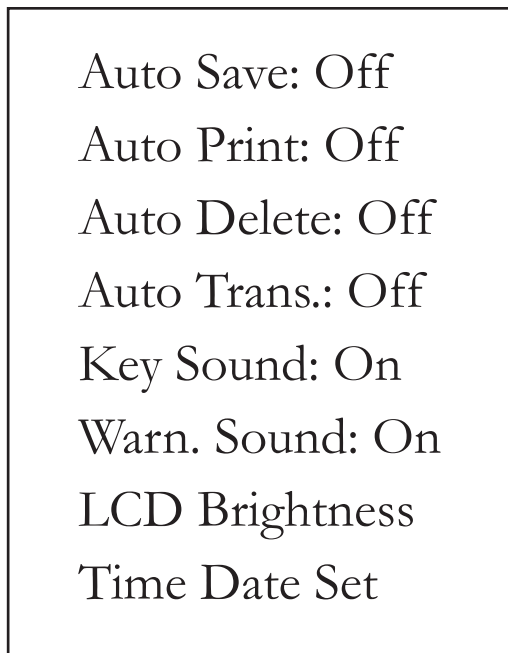 Auto Save: Off
Auto Print: Off
Auto Delete: Off
Auto Trans.: Off
Key Sound: On
Warn. Sound: On
LCD Brightness
Time Date Set